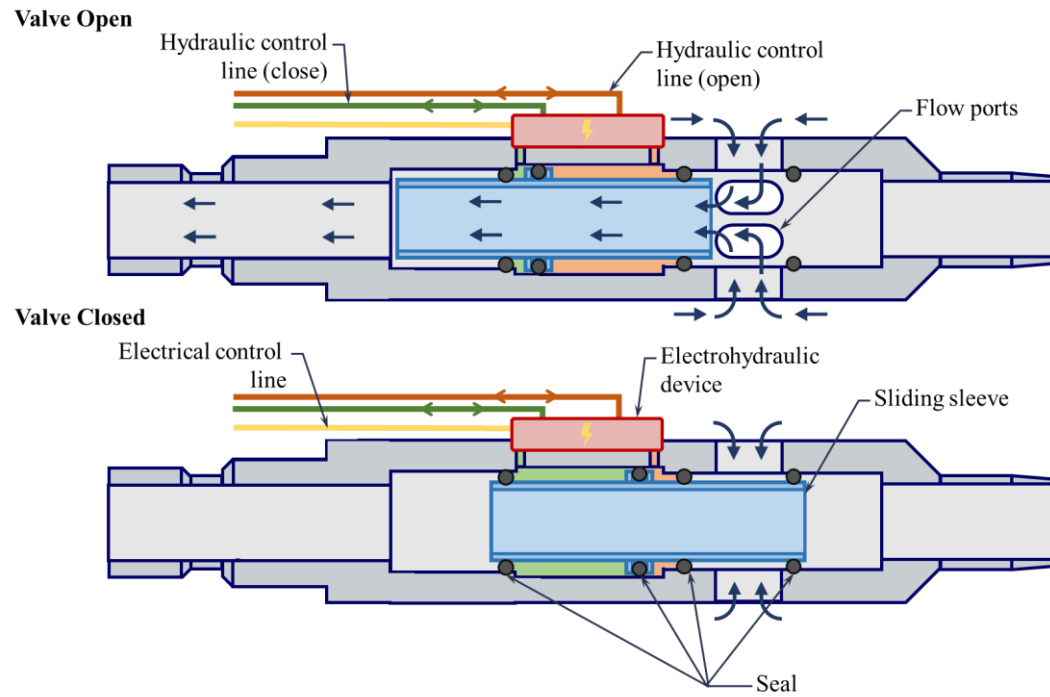 Valve Open
Hydraulic control
line (close)
Hydraulic control
line (open)
Flow ports
Valve Closed
Electrical control
line
Electrohydraulic
device
Sliding sleeve
Seal